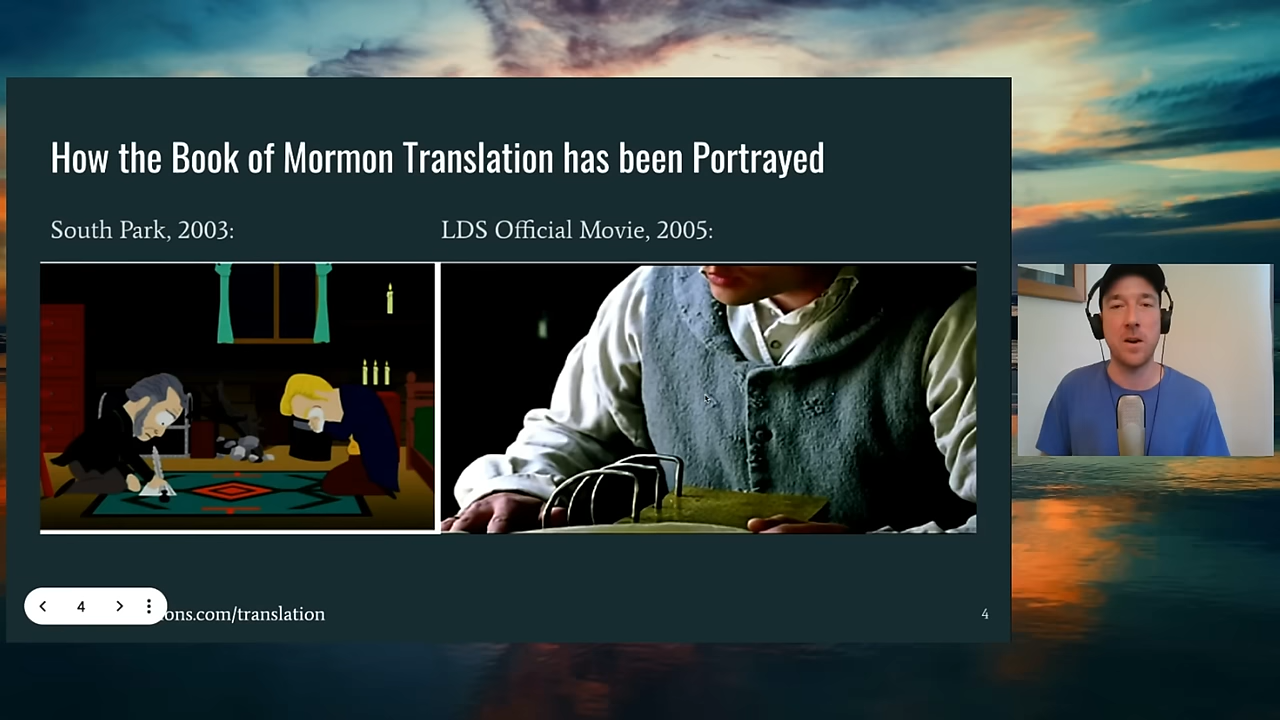 How the Book of Mormon Translation has been Portrayed
South Park, 2003:
LDS Official Movie, 2005:
4
ons.com/translation
4